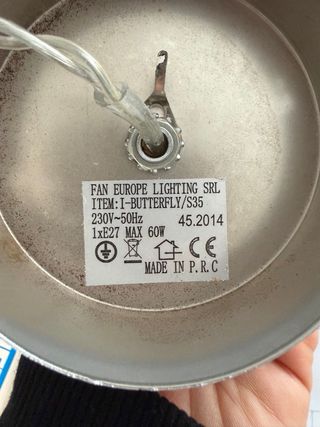 FAN EUROPE LIGHTING SRL
ITEM:I-BUTTERFLY/S35
230V~50Hz 45.2014
1xE27 MAX 60W
CE
MADE IN P.R.C